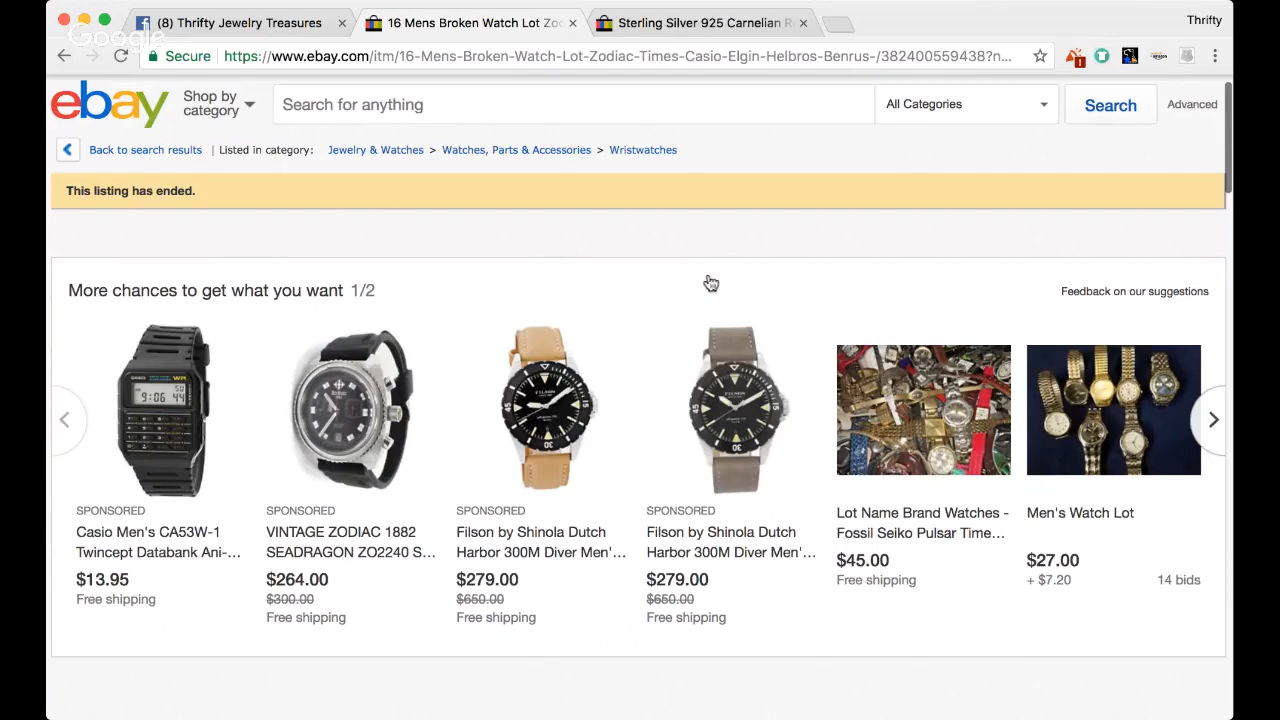 (8) Thrifty Jewelry Treasures
16 Mens Broken Watch Lot Zo
Sterling Silver 925 Carnelian R
Thrifty
Google
Secure
https://www.ebay.com/itm/16-Mens-Broken-Watch-Lot-Zodiac-Times-Casio-Elgin-Helbros-Benrus-/382400559438?n...
1
ebay
Shop by
category
Search for anything
All Categories
Search
Advanced
Back to search results | Listed in category: Jewelry & Watches > Watches, Parts & Accessories > Wristwatches
This listing has ended.
More chances to get what you want 1/2
Feedback on our suggestions
SPONSORED
Casio Men's CA53W-1
Twincept Databank Ani-...
$13.95
Free shipping
SPONSORED
VINTAGE ZODIAC 1882
SEADRAGON ZO2240 S...
$264.00
$300.00
Free shipping
SPONSORED
Filson by Shinola Dutch
Harbor 300M Diver Men'...
$279.00
$650.00
Free shipping
SPONSORED
Filson by Shinola Dutch
Harbor 300M Diver Men'...
$279.00
$650.00
Free shipping
Lot Name Brand Watches -
Fossil Seiko Pulsar Time...
$45.00
Free shipping
Men's Watch Lot
$27.00
+ $7.20
14 bids